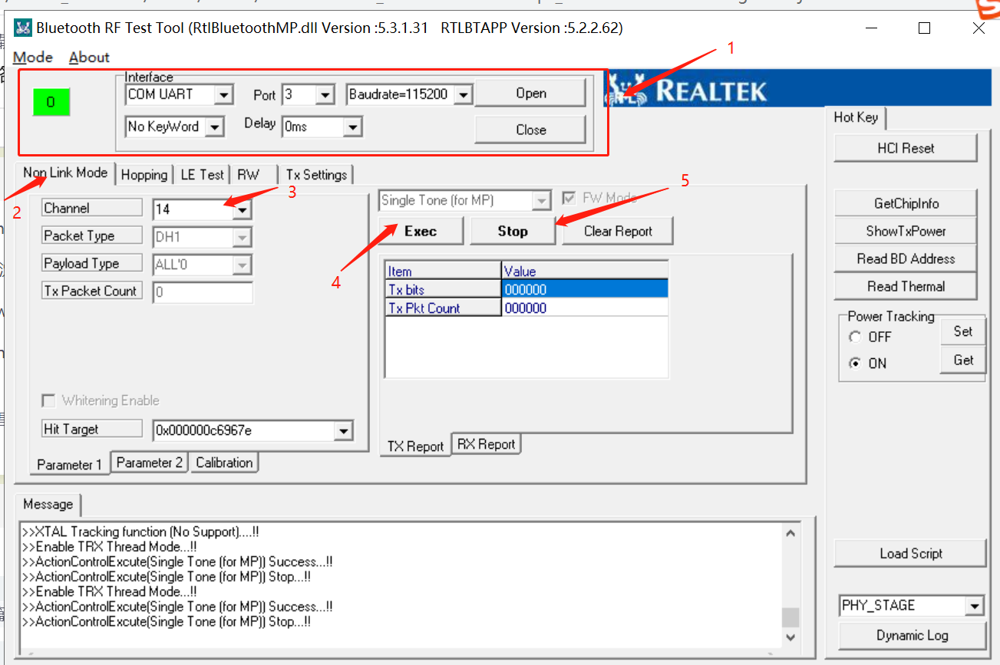 Bluetooth RF Test Tool (RtlBluetoothMP.dll Version :5.3.1.31 RTLBTAPP Version :5.2.2.62)
Mode About
1
Interface
0
COM UART Port 3 Baudrate=115200 Open
No KeyWord Delay 0ms Close
REALTEK
Hot Key
HCI Reset
GetChipInfo
ShowTxPower
Read BD Address
Read Thermal
Power Tracking
OFF Set
ON Get
Load Script
PHY_STAGE
Dynamic Log
Non Link Mode Hopping LE Test RW Tx Settings
2
3
5
Channel 14
Packet Type DH1
Payload Type ALL'0
Tx Packet Count 0
Whitening Enable
Hit Target 0x000000c6967e
Parameter 1 Parameter 2 Calibration
Single Tone (for MP) FW Mode
Exec Stop Clear Report
4
Item Value
Tx bits 000000
Tx Pkt Count 000000
TX Report RX Report
Message
>>XTAL Tracking function (No Support)....!!
>>Enable TRX Thread Mode...!!
>>ActionControlExcute(Single Tone (for MP)) Success...!!
>>ActionControlExcute(Single Tone (for MP)) Stop...!!
>>Enable TRX Thread Mode...!!
>>ActionControlExcute(Single Tone (for MP)) Success...!!
>>ActionControlExcute(Single Tone (for MP)) Stop...!!